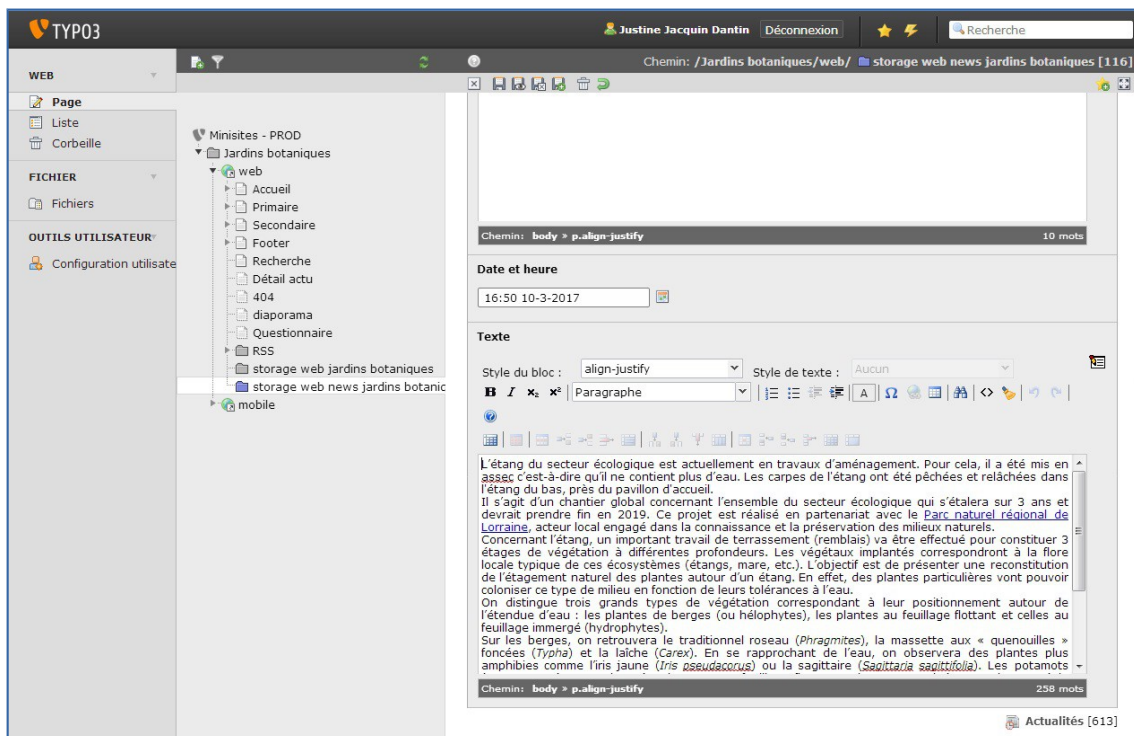 TYPO3
Justine Jacquin Dantin Déconnexion Recherche
Chemin: /Jardins botaniques/web/ storage web news jardins botaniques [116]
WEB
Page
Liste
Corbeille
FICHIER
Fichiers
OUTILS UTILISATEUR
Configuration utilisate
Minisites - PROD
Jardins botaniques
web
Accueil
Primaire
Secondaire
Footer
Recherche
Détail actu
404
diaporama
Questionnaire
RSS
storage web jardins botaniques
storage web news jardins botanic
mobile
Chemin: body » p.align-justify 10 mots
Date et heure
16:50 10-3-2017
Texte
Style du bloc : align-justify Style de texte : Aucun
B I x₂ x² Paragraphe A Ω <>
L'étang du secteur écologique est actuellement en travaux d'aménagement. Pour cela, il a été mis en
assec c'est-à-dire qu'il ne contient plus d'eau. Les carpes de l'étang ont été pêchées et relâchées dans
l'étang du bas, près du pavillon d'accueil.
Il s'agit d'un chantier global concernant l'ensemble du secteur écologique qui s'étalera sur 3 ans et
devrait prendre fin en 2019. Ce projet est réalisé en partenariat avec le Parc naturel régional de
Lorraine, acteur local engagé dans la connaissance et la préservation des milieux naturels.
Concernant l'étang, un important travail de terrassement (remblais) va être effectué pour constituer 3
étages de végétation à différentes profondeurs. Les végétaux implantés correspondront à la flore
locale typique de ces écosystèmes (étangs, mare, etc.). L'objectif est de présenter une reconstitution
de l'étagement naturel des plantes autour d'un étang. En effet, des plantes particulières vont pouvoir
coloniser ce type de milieu en fonction de leurs tolérances à l'eau.
On distingue trois grands types de végétation correspondant à leur positionnement autour de
l'étendue d'eau : les plantes de berges (ou hélophytes), les plantes au feuillage flottant et celles au
feuillage immergé (hydrophytes).
Sur les berges, on retrouvera le traditionnel roseau (Phragmites), la massette aux « quenouilles »
foncées (Typha) et la laîche (Carex). En se rapprochant de l'eau, on observera des plantes plus
amphibies comme l'iris jaune (Iris pseudacorus) ou la sagittaire (Sagittaria sagittifolia). Les potamots
Chemin: body » p.align-justify 258 mots
Actualités [613]